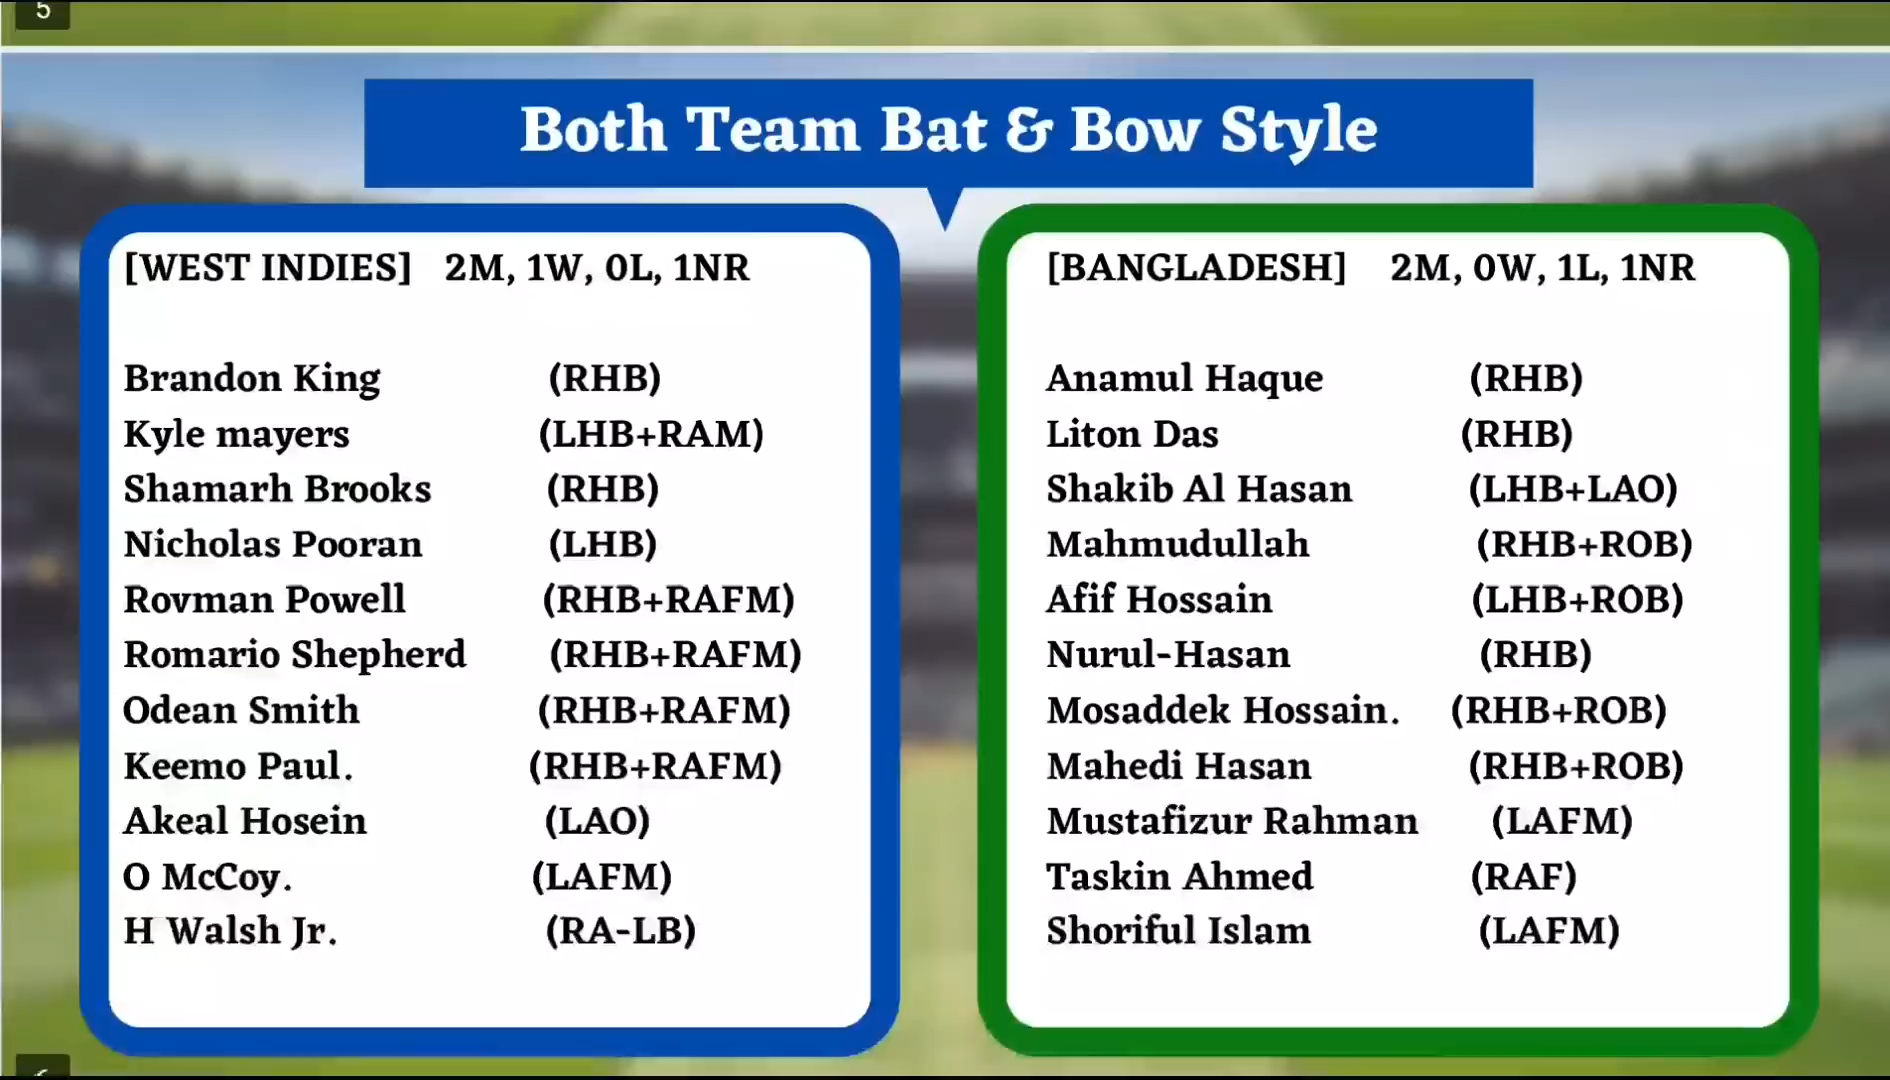 5
Both Team Bat & Bow Style
[WEST INDIES] 2M, 1W, 0L, 1NR
Brandon King (RHB)
Kyle mayers (LHB+RAM)
Shamarh Brooks (RHB)
Nicholas Pooran (LHB)
Rovman Powell (RHB+RAFM)
Romario Shepherd (RHB+RAFM)
Odean Smith (RHB+RAFM)
Keemo Paul. (RHB+RAFM)
Akeal Hosein (LAO)
O McCoy. (LAFM)
H Walsh Jr. (RA-LB)
[BANGLADESH] 2M, 0W, 1L, 1NR
Anamul Haque (RHB)
Liton Das (RHB)
Shakib Al Hasan (LHB+LAO)
Mahmudullah (RHB+ROB)
Afif Hossain (LHB+ROB)
Nurul-Hasan (RHB)
Mosaddek Hossain. (RHB+ROB)
Mahedi Hasan (RHB+ROB)
Mustafizur Rahman (LAFM)
Taskin Ahmed (RAF)
Shoriful Islam (LAFM)